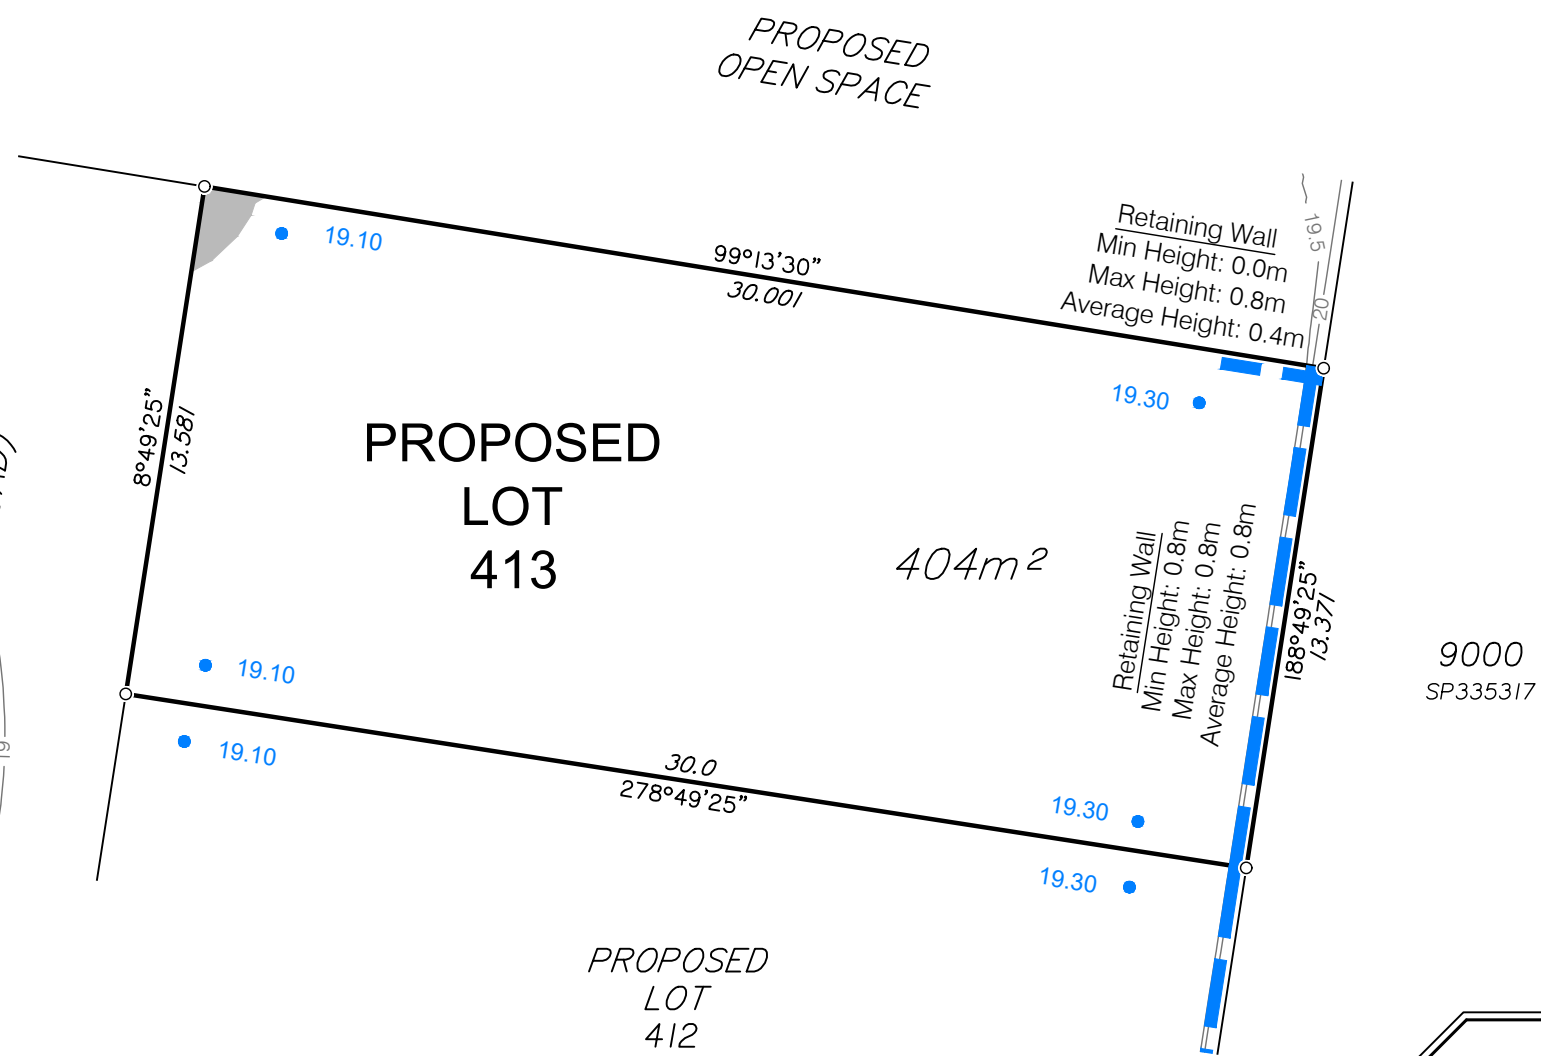 PROPOSED
OPEN SPACE
Retaining Wall
Min Height: 0.0m
Max Height: 0.8m
Average Height: 0.4m
19.5
20
19.10
99°13'30"
30.001
19.30
8°49'25"
13.581
PROPOSED
LOT
413
404m²
Retaining Wall
Min Height: 0.8m
Max Height: 0.8m
Average Height: 0.8m
188°49'25"
13.371
9000
SP335317
19.10
19.10
19
30.0
278°49'25"
19.30
19.30
PROPOSED
LOT
412